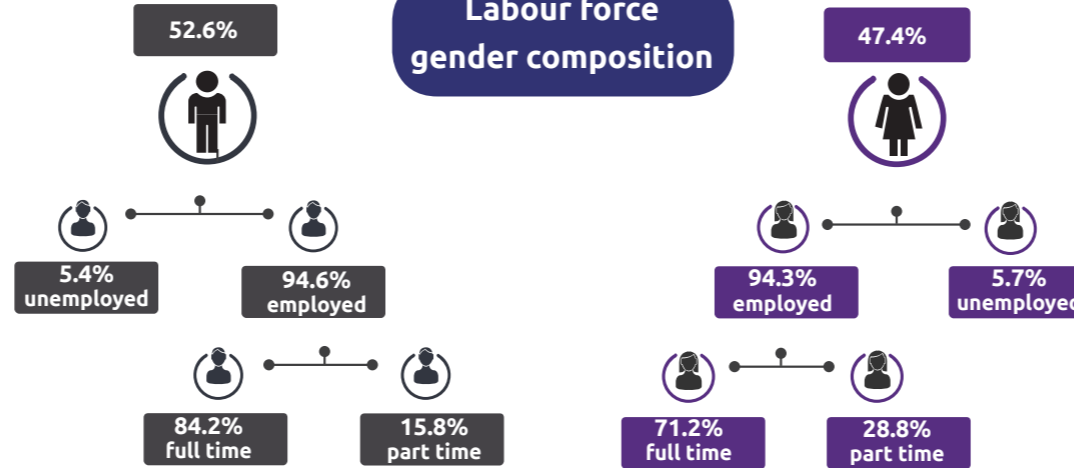 Labour force
gender composition
52.6%
47.4%
5.4%
unemployed
94.6%
employed
94.3%
employed
5.7%
unemployed
84.2%
full time
15.8%
part time
71.2%
full time
28.8%
part time